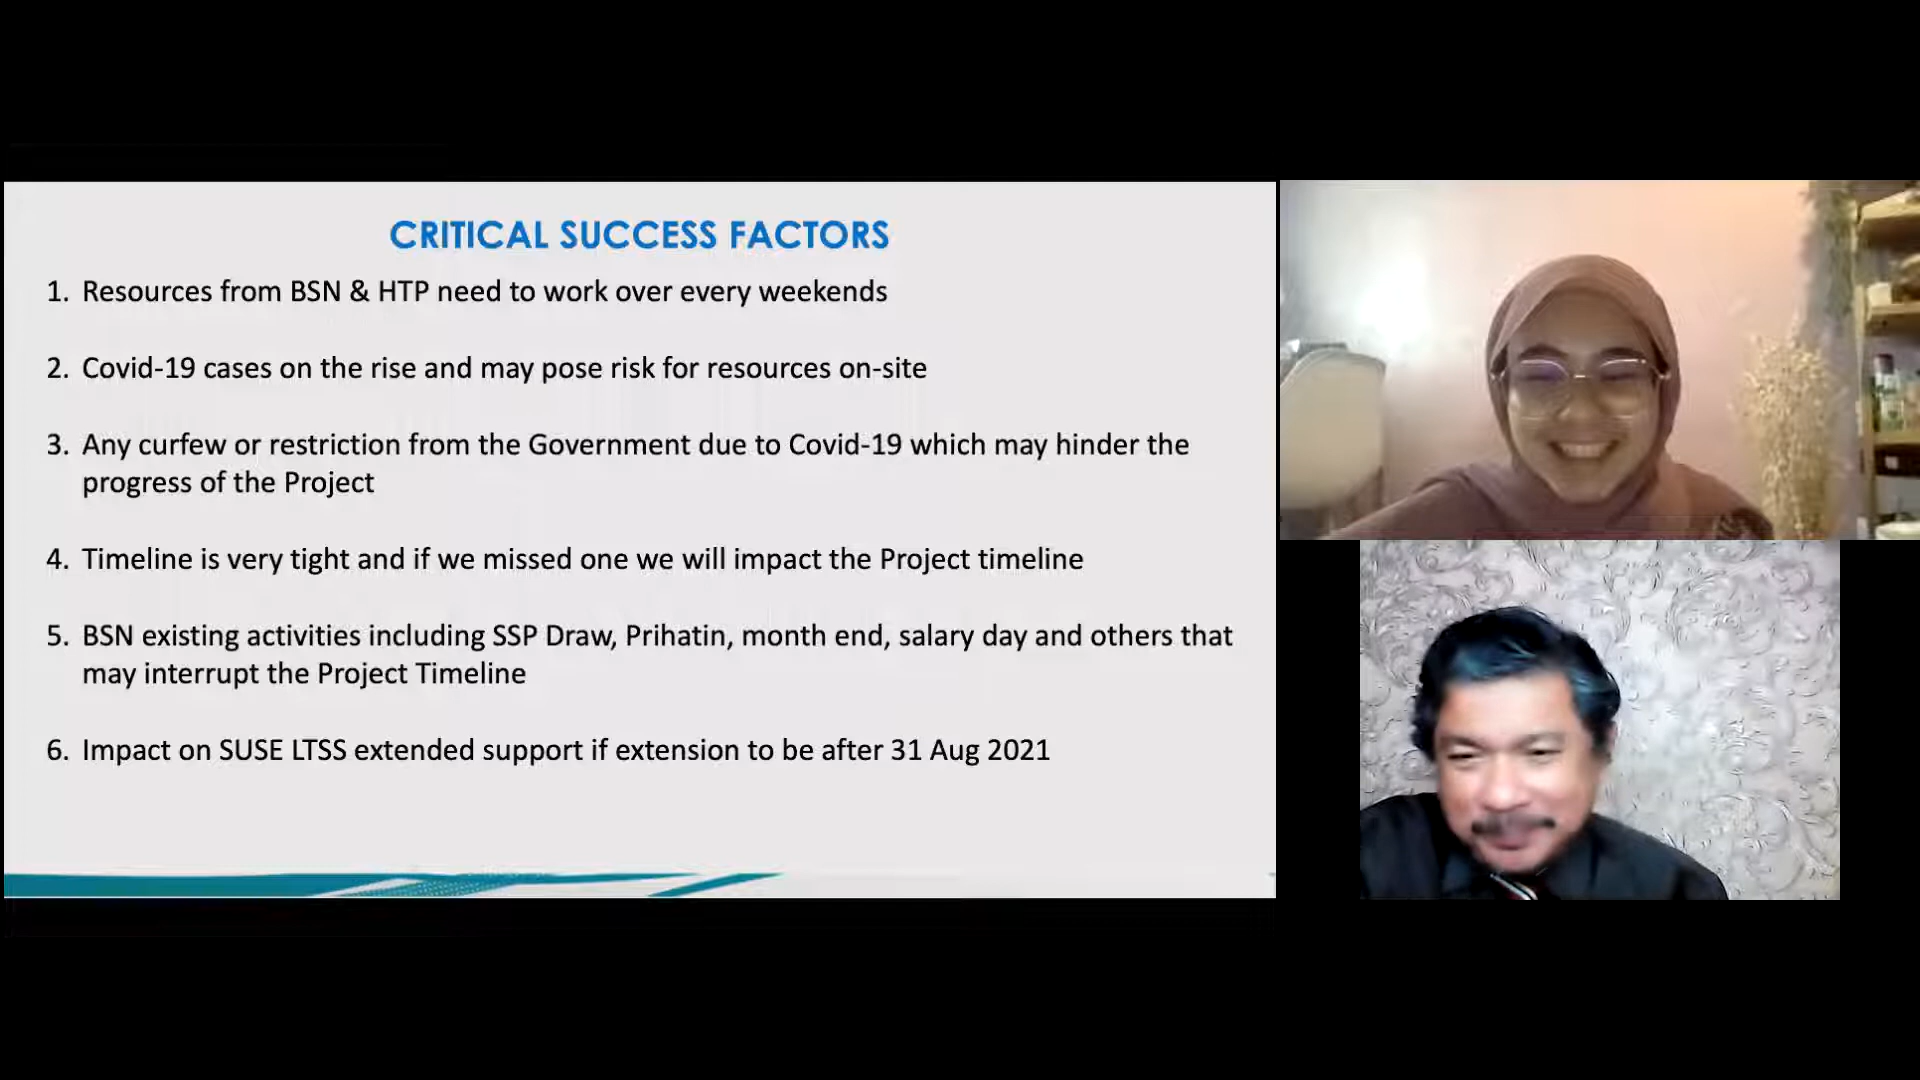 CRITICAL SUCCESS FACTORS
1. Resources from BSN & HTP need to work over every weekends
2. Covid-19 cases on the rise and may pose risk for resources on-site
3. Any curfew or restriction from the Government due to Covid-19 which may hinder the
progress of the Project
4. Timeline is very tight and if we missed one we will impact the Project timeline
5. BSN existing activities including SSP Draw, Prihatin, month end, salary day and others that
may interrupt the Project Timeline
6. Impact on SUSE LTSS extended support if extension to be after 31 Aug 2021